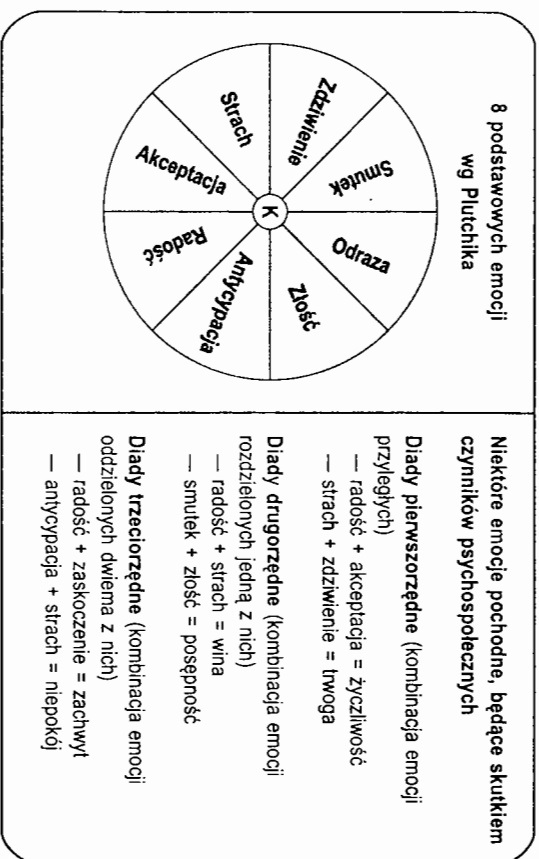 8 podstawowych emocji
wg Plutchika
Zdziwienie
Smutek
Odraza
Złość
Antycypacja
Radość
Akceptacja
Strach
K
Niektóre emocje pochodne, będące skutkiem
czynników psychospołecznych
Diady pierwszorzędne (kombinacja emocji
przyległych)
— radość + akceptacja = życzliwość
— strach + zdziwienie = trwoga
Diady drugorzędne (kombinacja emocji
rozdzielonych jedną z nich)
— radość + strach = wina
— smutek + złość = posępność
Diady trzeciorzędne (kombinacja emocji
oddzielonych dwiema z nich)
— radość + zaskoczenie = zachwyt
— antycypacja + strach = niepokój